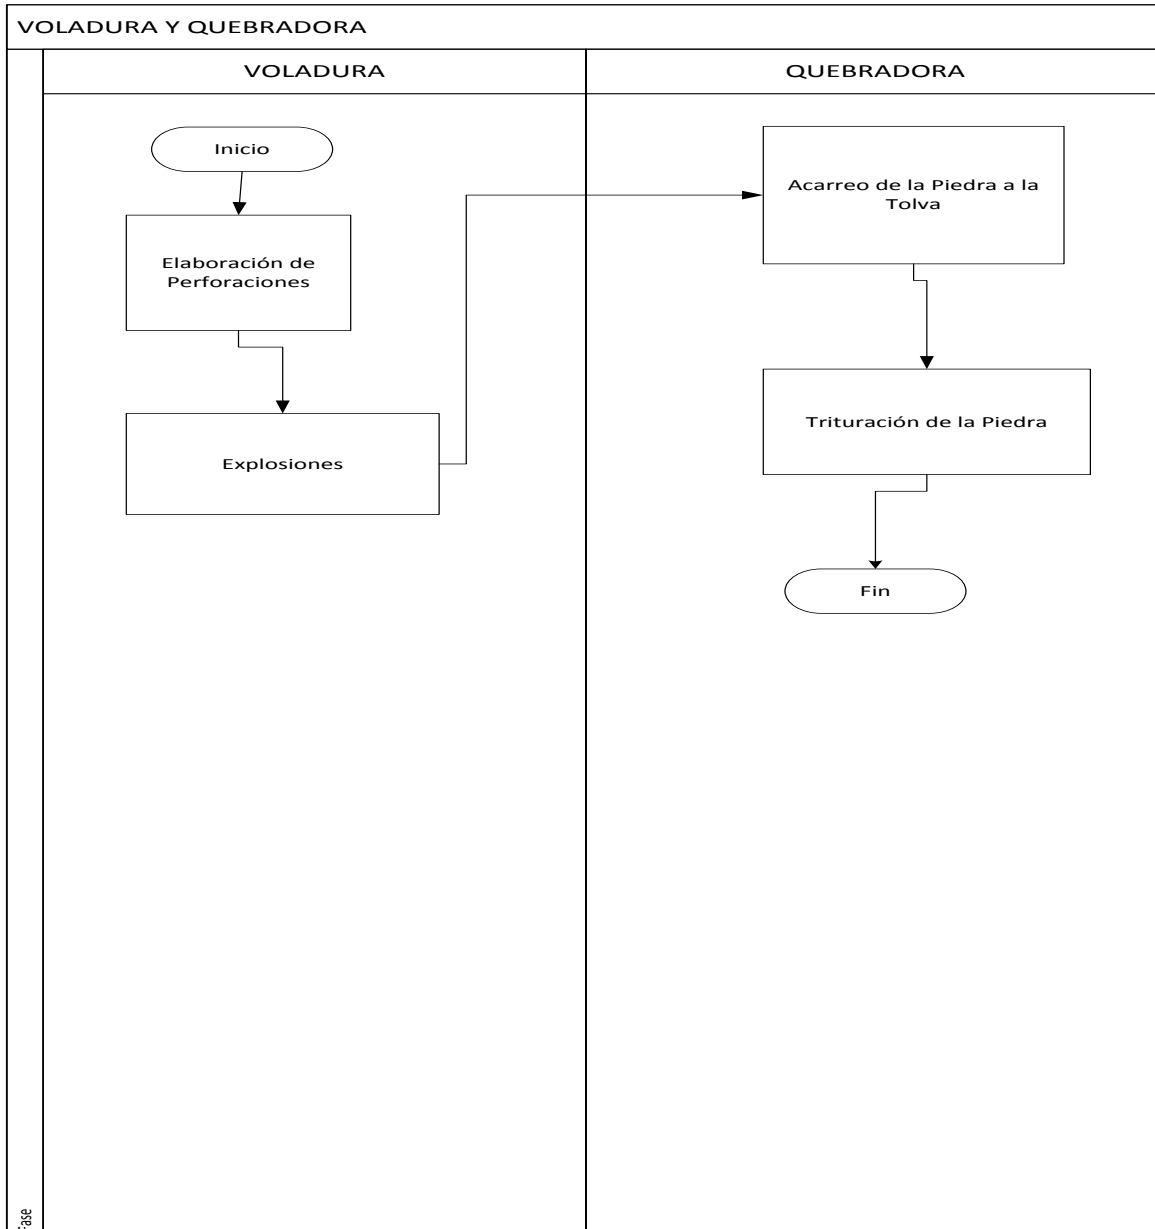 VOLADURA Y QUEBRADORA
VOLADURA
QUEBRADORA
Inicio
Elaboración de
Perforaciones
Explosiones
Acarreo de la Piedra a la
Tolva
Trituración de la Piedra
Fin
Fase